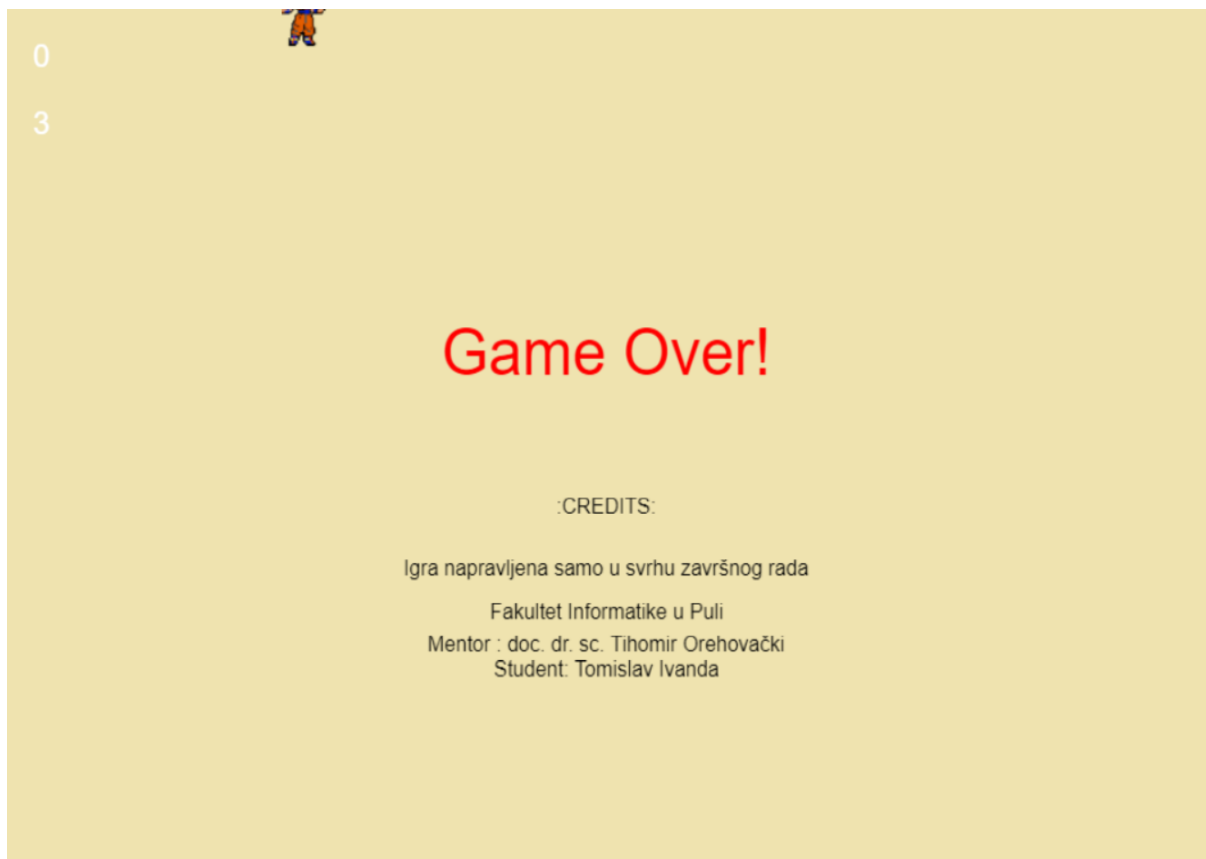 0
3
Game Over!
:CREDITS:
Igra napravljena samo u svrhu završnog rada
Fakultet Informatike u Puli
Mentor : doc. dr. sc. Tihomir Orehovački
Student: Tomislav Ivanda